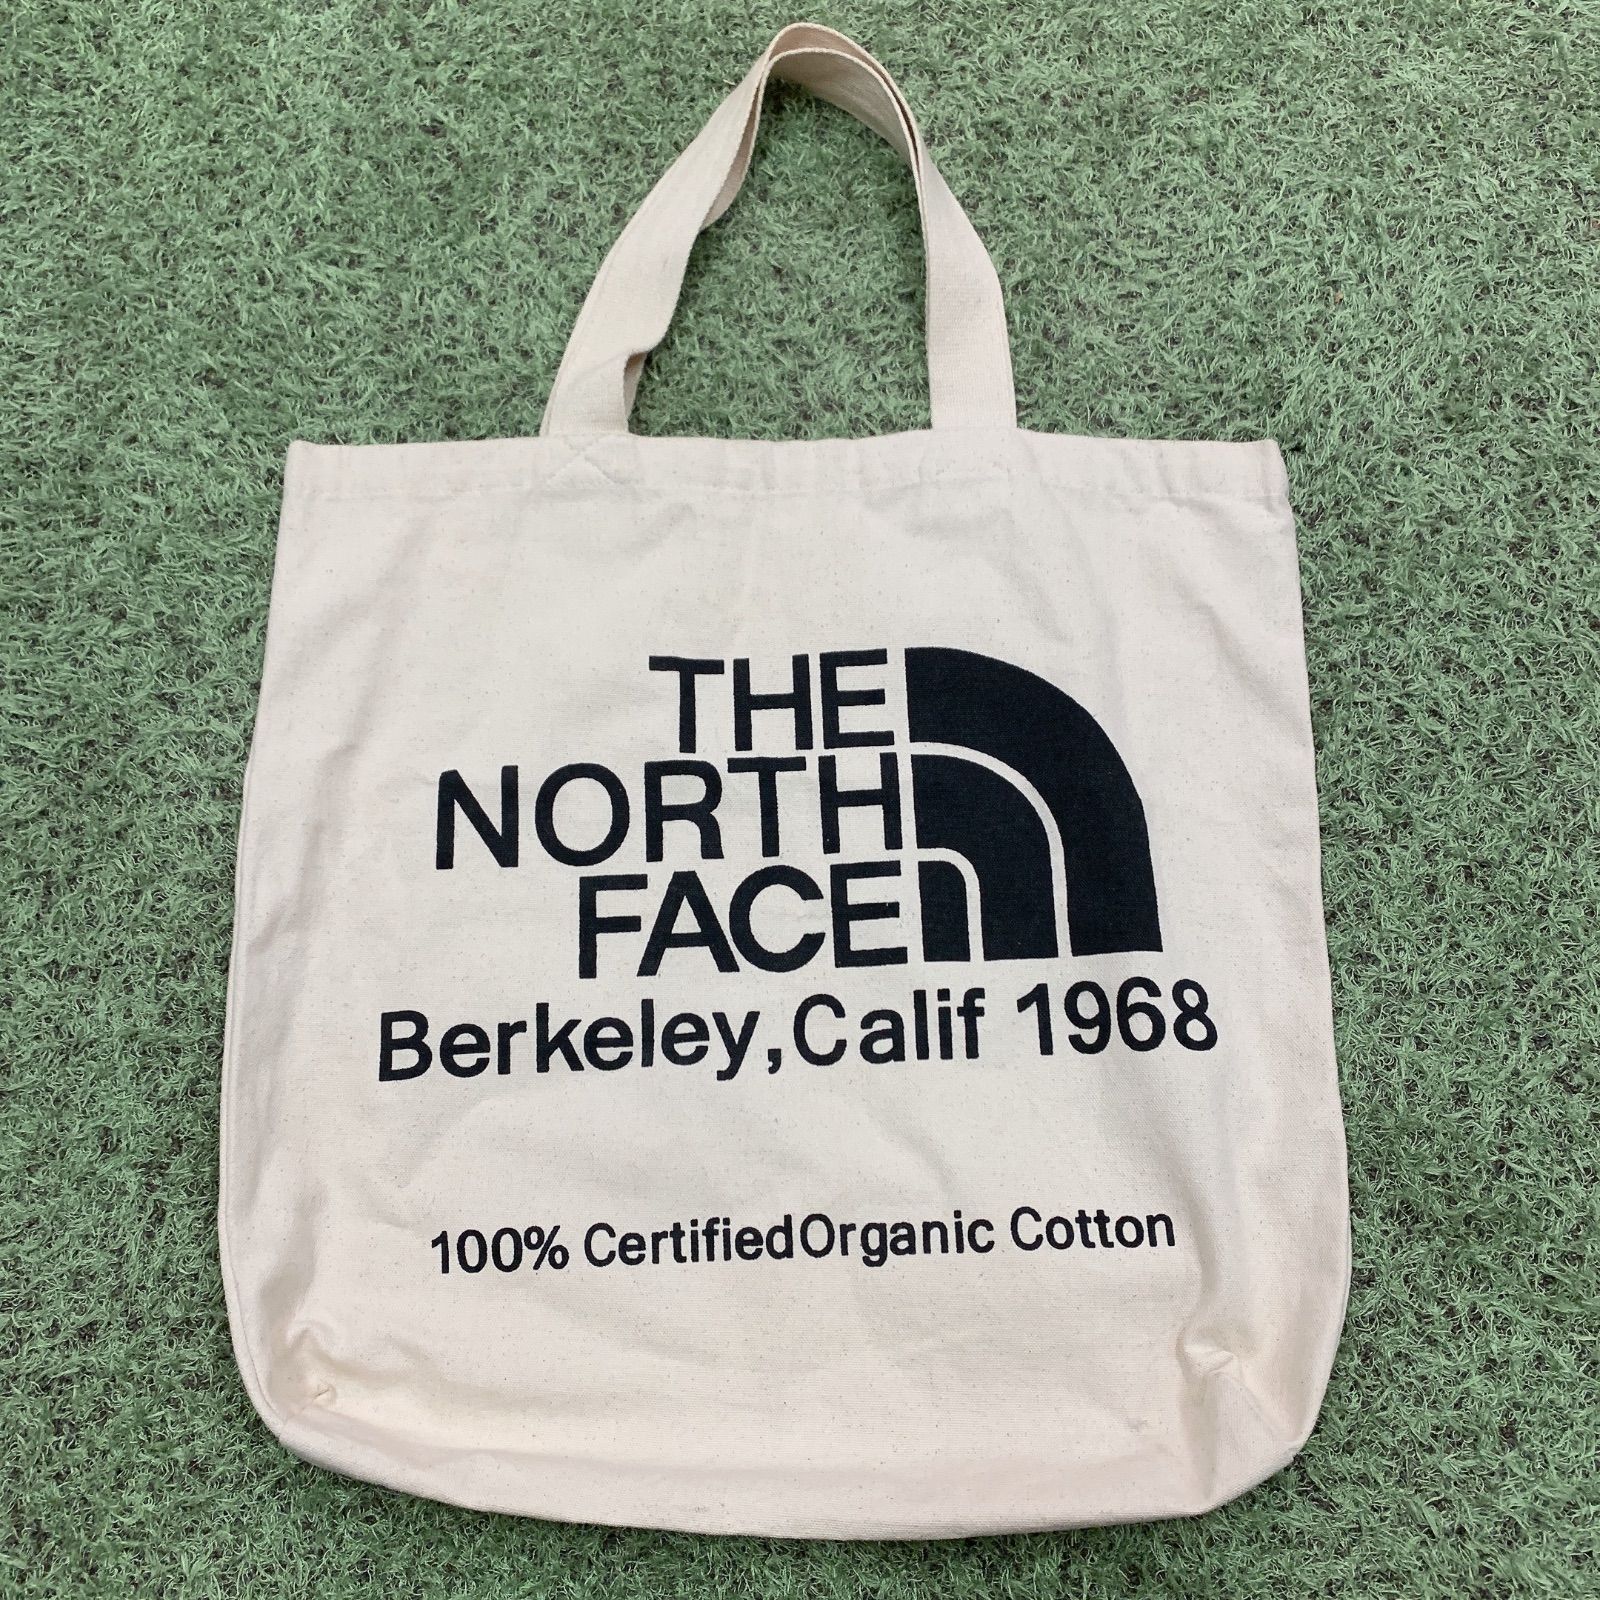 THE
NORTH
FACE
Berkeley,Calif 1968
100% CertifiedOrganic Cotton